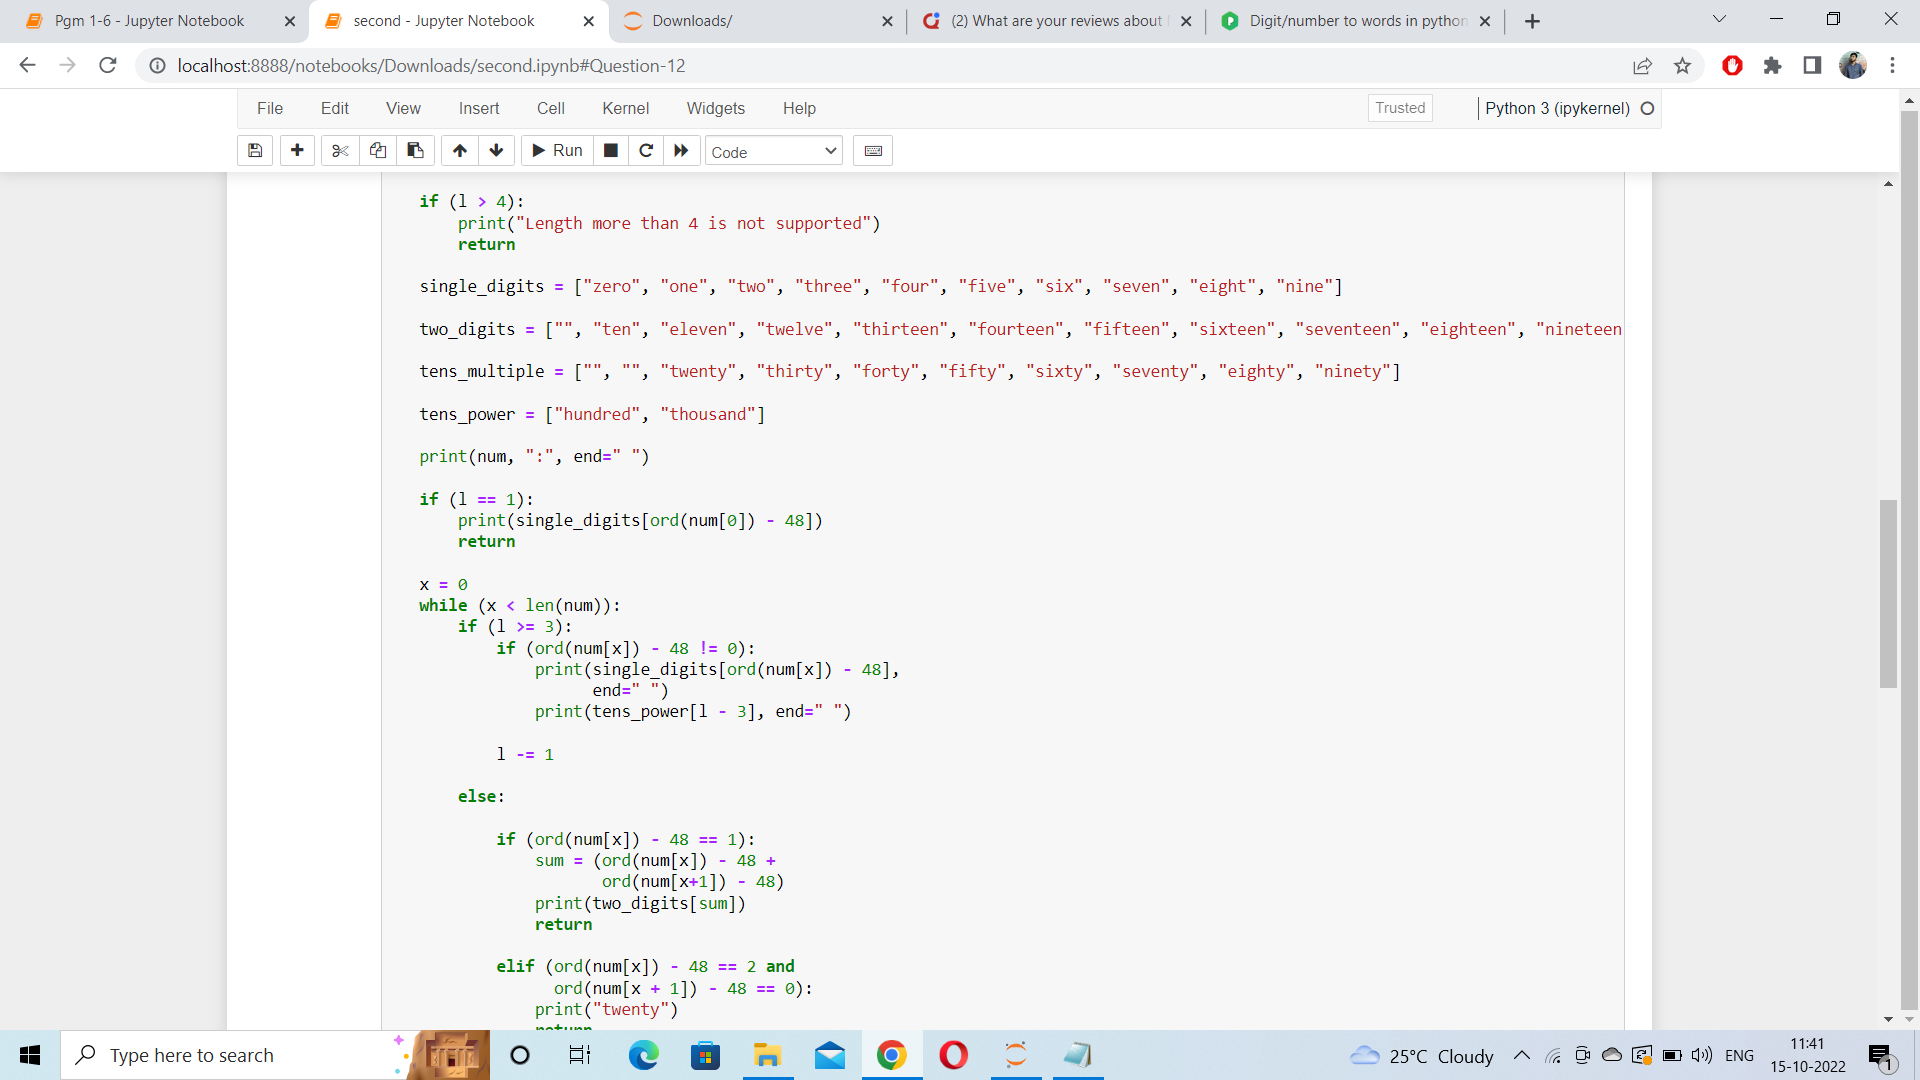 Pgm 1-6 - Jupyter Notebook
second - Jupyter Notebook
Downloads/
(2) What are your reviews about
Digit/number to words in python
localhost:8888/notebooks/Downloads/second.ipynb#Question-12
File Edit View Insert Cell Kernel Widgets Help
Trusted
Python 3 (ipykernel)
Run
Code
if (l > 4):
print("Length more than 4 is not supported")
return
single_digits = ["zero", "one", "two", "three", "four", "five", "six", "seven", "eight", "nine"]
two_digits = ["", "ten", "eleven", "twelve", "thirteen", "fourteen", "fifteen", "sixteen", "seventeen", "eighteen", "nineteen
tens_multiple = ["", "", "twenty", "thirty", "forty", "fifty", "sixty", "seventy", "eighty", "ninety"]
tens_power = ["hundred", "thousand"]
print(num, ":", end=" ")
if (l == 1):
print(single_digits[ord(num[0]) - 48])
return
x = 0
while (x < len(num)):
if (l >= 3):
if (ord(num[x]) - 48 != 0):
print(single_digits[ord(num[x]) - 48],
end=" ")
print(tens_power[l - 3], end=" ")
l -= 1
else:
if (ord(num[x]) - 48 == 1):
sum = (ord(num[x]) - 48 +
ord(num[x+1]) - 48)
print(two_digits[sum])
return
elif (ord(num[x]) - 48 == 2 and
ord(num[x + 1]) - 48 == 0):
print("twenty")
return
Type here to search
25°C Cloudy
ENG
11:41
15-10-2022
1